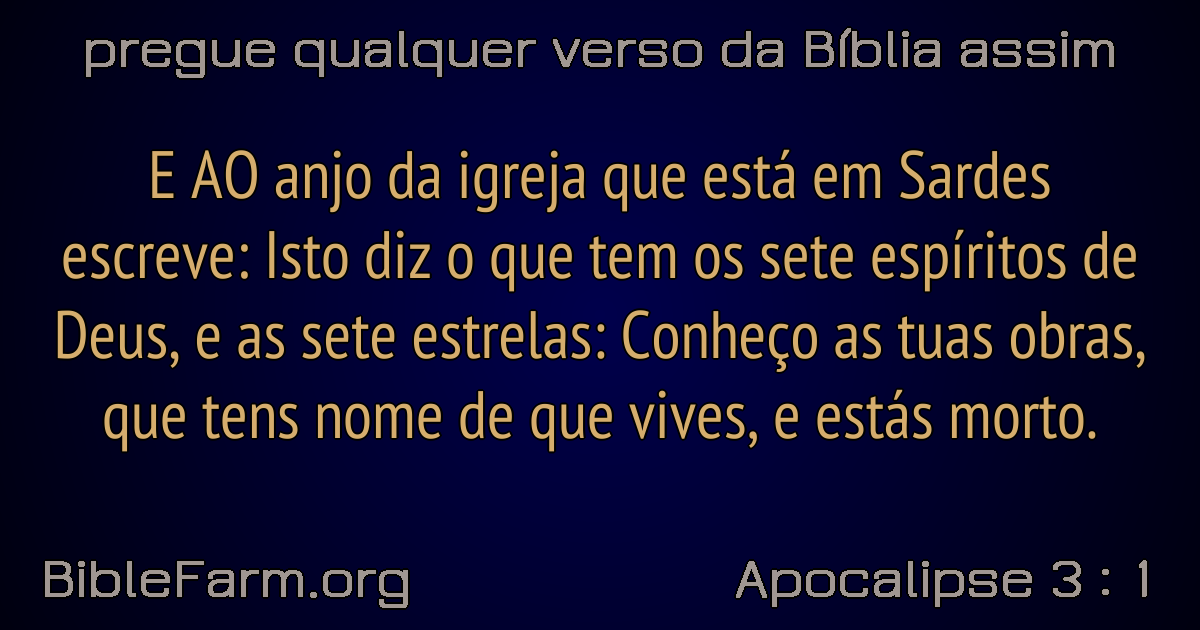 pregue qualquer verso da Bíblia assim
E AO anjo da igreja que está em Sardes
escreve: Isto diz o que tem os sete espíritos de
Deus, e as sete estrelas: Conheço as tuas obras,
que tens nome de que vives, e estás morto.
BibleFarm.org
Apocalipse 3 : 1